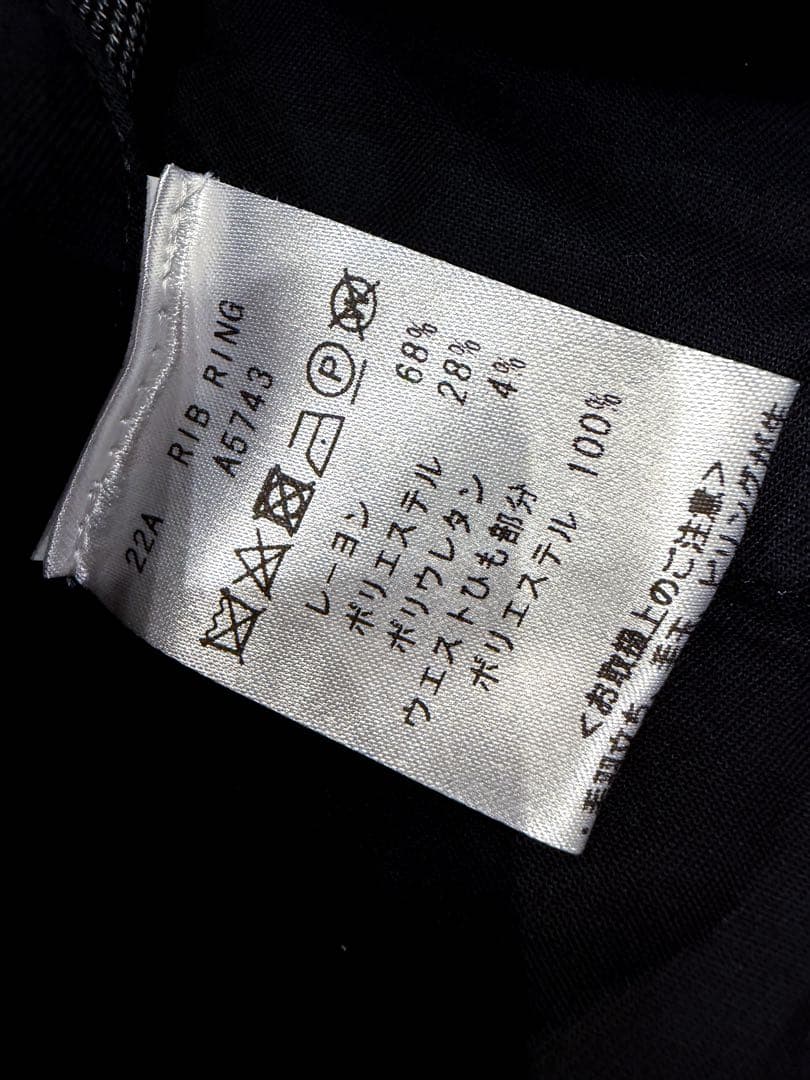 22A
RIB RING
A5743
P
W
レーヨン 68%
ポリエステル 28%
ポリウレタン 4%
ウエストひも部分
ポリエステル 100%
<お取扱上のご注意>